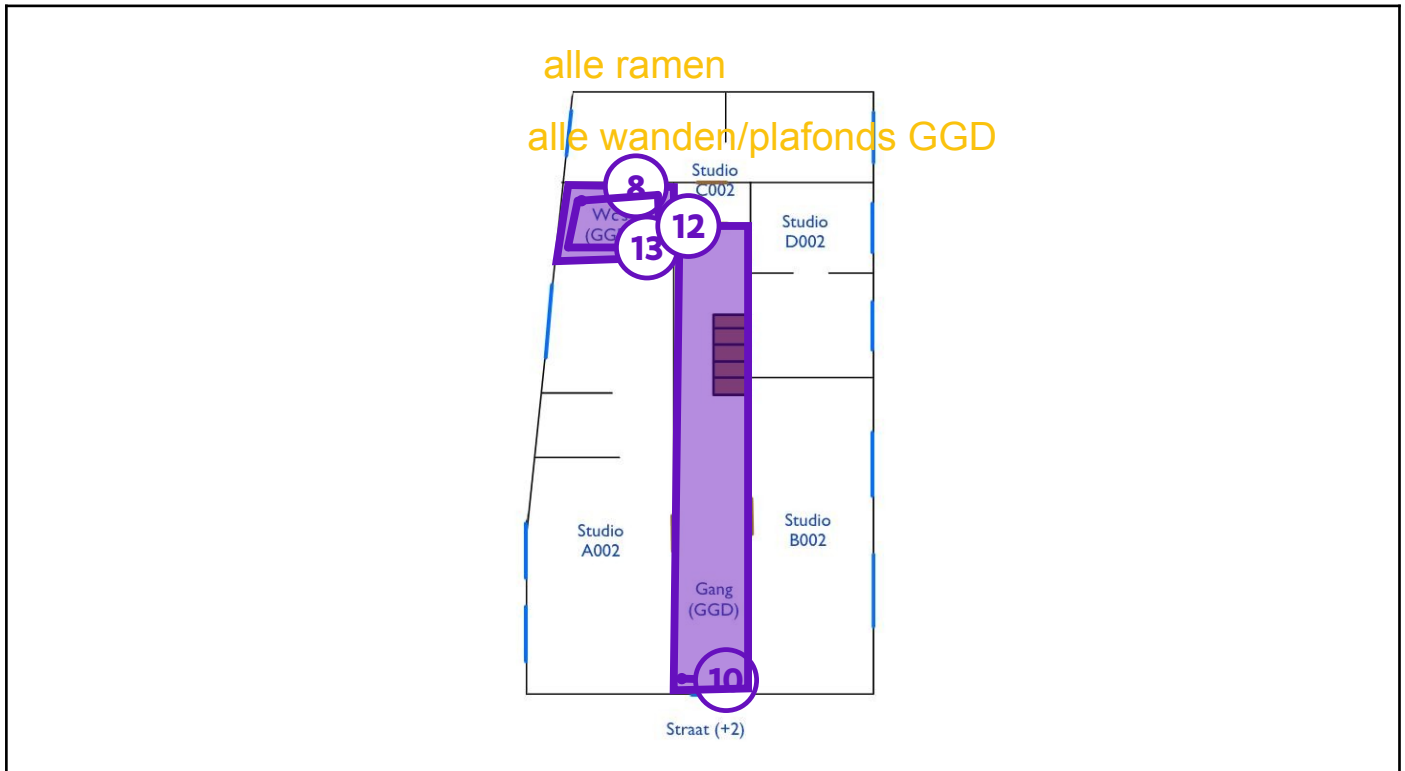 alle ramen
alle wanden/plafonds GGD
Studio
C002
8
12
13
Studio
D002
Studio
A002
Studio
B002
Gang
(GGD)
10
Straat (+2)